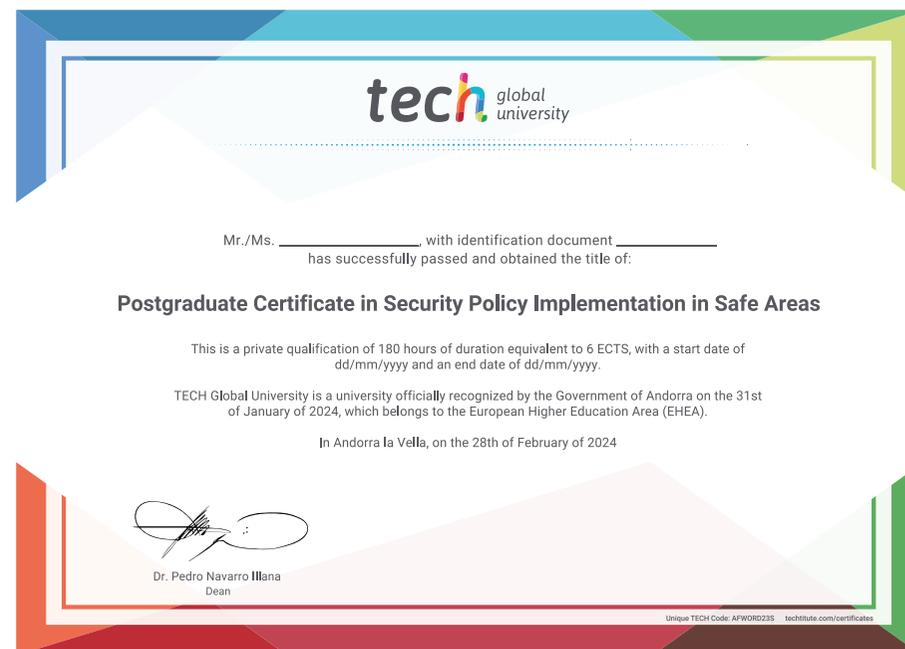 tech global
university
Mr./Ms. ____________, with identification document ____________
has successfully passed and obtained the title of:
Postgraduate Certificate in Security Policy Implementation in Safe Areas
This is a private qualification of 180 hours of duration equivalent to 6 ECTS, with a start date of
dd/mm/yyyy and an end date of dd/mm/yyyy.
TECH Global University is a university officially recognized by the Government of Andorra on the 31st
of January of 2024, which belongs to the European Higher Education Area (EHEA).
In Andorra la Vella, on the 28th of February of 2024
Dr. Pedro Navarro Illana
Dean
Unique TECH Code: AFWORD23S techtitute.com/certificates